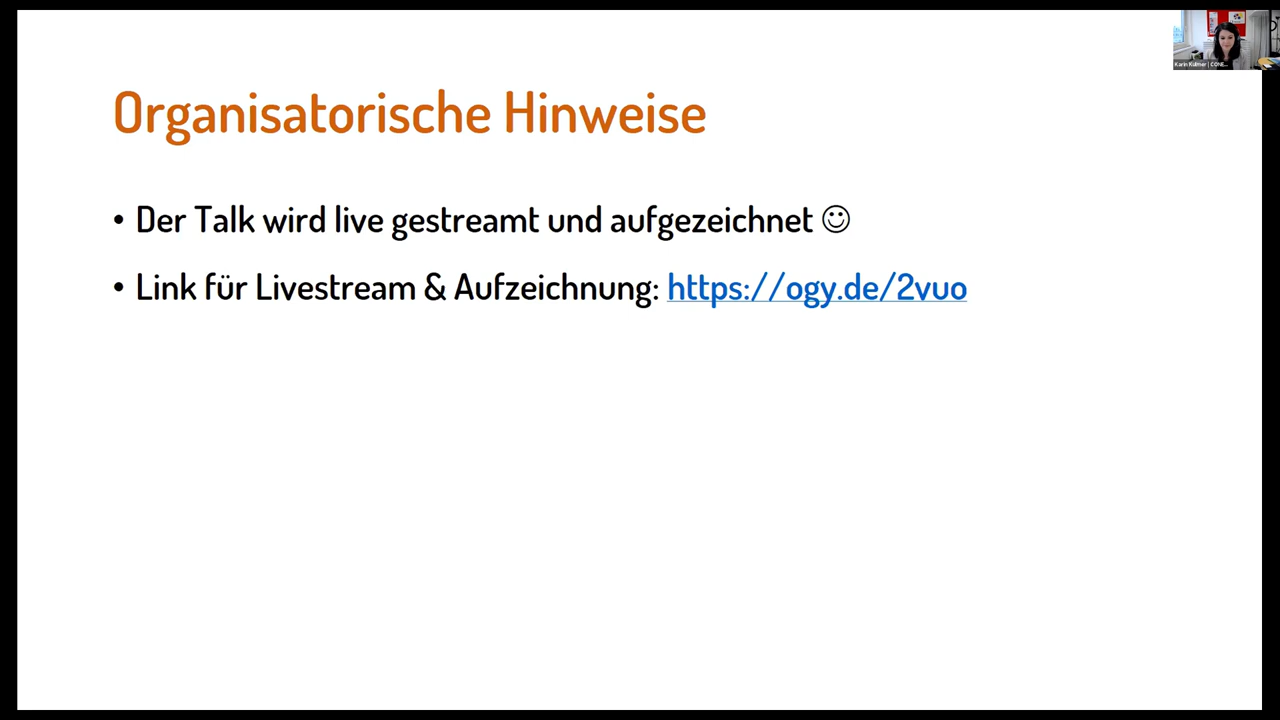 Organisatorische Hinweise
• Der Talk wird live gestreamt und aufgezeichnet ☺
• Link für Livestream & Aufzeichnung: https://ogy.de/2vuo